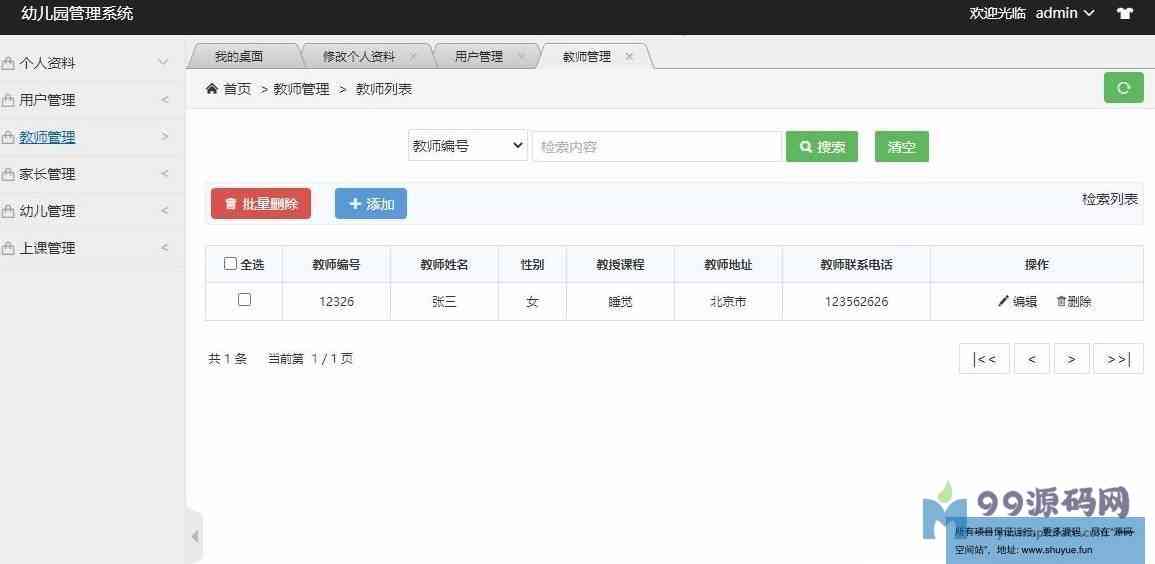 幼儿园管理系统
欢迎光临 admin
个人资料
用户管理 <
教师管理 >
家长管理 <
幼儿管理 <
上课管理 <
我的桌面 修改个人资料 × 用户管理 × 教师管理 ×
首页 > 教师管理 > 教师列表
教师编号 检索内容 搜索 清空
批量删除 添加 检索列表
全选 教师编号 教师姓名 性别 教授课程 教师地址 教师联系电话 操作
12326 张三 女 睡觉 北京市 123562626 编辑 删除
共 1 条 当前第 1 / 1 页
|<< < > >>|
99源码网
所有项目保证运行，更多源码，尽在“源码
空间站”，地址: www.shuyue.fun